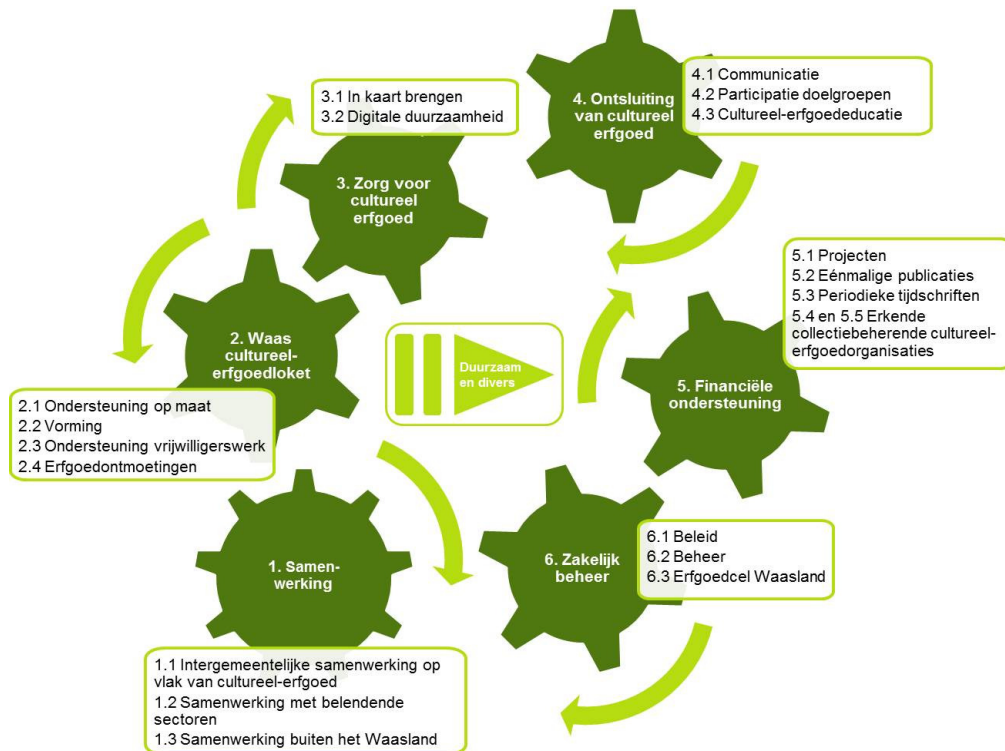 3.1 In kaart brengen
3.2 Digitale duurzaamheid
3. Zorg voor
cultureel
erfgoed
4. Ontsluiting
van cultureel
erfgoed
4.1 Communicatie
4.2 Participatie doelgroepen
4.3 Cultureel-erfgoededucatie
2. Waas
cultureel-
erfgoedloket
2.1 Ondersteuning op maat
2.2 Vorming
2.3 Ondersteuning vrijwilligerswerk
2.4 Erfgoedontmoetingen
Duurzaam
en divers
5.1 Projecten
5.2 Eénmalige publicaties
5.3 Periodieke tijdschriften
5.4 en 5.5 Erkende
collectiebeherende cultureel-
erfgoedorganisaties
5. Financiële
ondersteuning
1. Samen-
werking
1.1 Intergemeentelijke samenwerking op
vlak van cultureel-erfgoed
1.2 Samenwerking met belendende
sectoren
1.3 Samenwerking buiten het Waasland
6. Zakelijk
beheer
6.1 Beleid
6.2 Beheer
6.3 Erfgoedcel Waasland